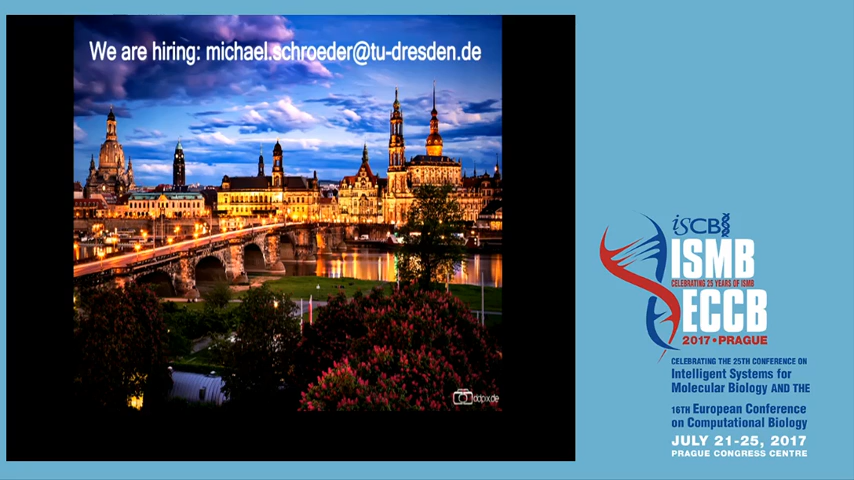 We are hiring: michael.schroeder@tu-dresden.de
ddpix.de
iSCB
ISMB
CELEBRATING 25 YEARS OF ISMB
ECCB
2017 • PRAGUE
CELEBRATING THE 25TH CONFERENCE ON
Intelligent Systems for
Molecular Biology AND THE
16TH European Conference
on Computational Biology
JULY 21-25, 2017
PRAGUE CONGRESS CENTRE